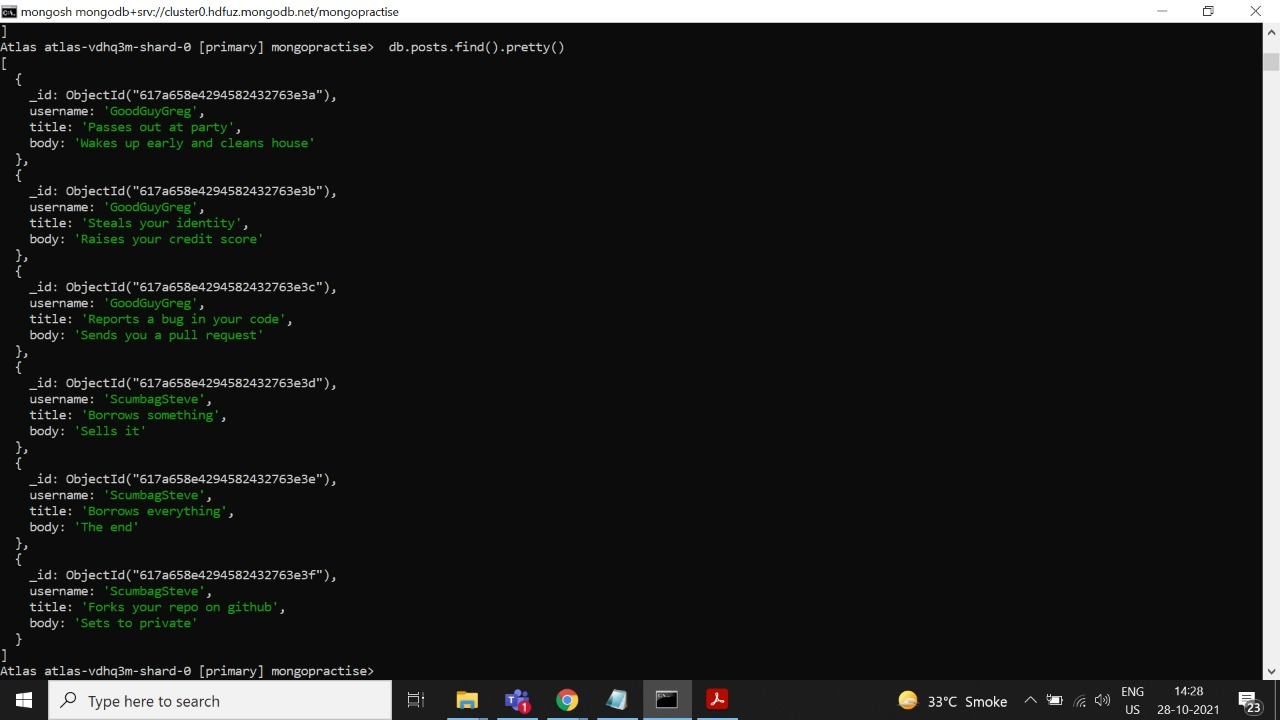 mongosh mongodb+srv://cluster0.hdfuz.mongodb.net/mongopractise
]
Atlas atlas-vdhq3m-shard-0 [primary] mongopractise>  db.posts.find().pretty()
[
  {
    _id: ObjectId("617a658e4294582432763e3a"),
    username: 'GoodGuyGreg',
    title: 'Passes out at party',
    body: 'Wakes up early and cleans house'
  },
  {
    _id: ObjectId("617a658e4294582432763e3b"),
    username: 'GoodGuyGreg',
    title: 'Steals your identity',
    body: 'Raises your credit score'
  },
  {
    _id: ObjectId("617a658e4294582432763e3c"),
    username: 'GoodGuyGreg',
    title: 'Reports a bug in your code',
    body: 'Sends you a pull request'
  },
  {
    _id: ObjectId("617a658e4294582432763e3d"),
    username: 'ScumbagSteve',
    title: 'Borrows something',
    body: 'Sells it'
  },
  {
    _id: ObjectId("617a658e4294582432763e3e"),
    username: 'ScumbagSteve',
    title: 'Borrows everything',
    body: 'The end'
  },
  {
    _id: ObjectId("617a658e4294582432763e3f"),
    username: 'ScumbagSteve',
    title: 'Forks your repo on github',
    body: 'Sets to private'
  }
]
Atlas atlas-vdhq3m-shard-0 [primary] mongopractise>
Type here to search
1
33°C Smoke
ENG
US
14:28
28-10-2021
23